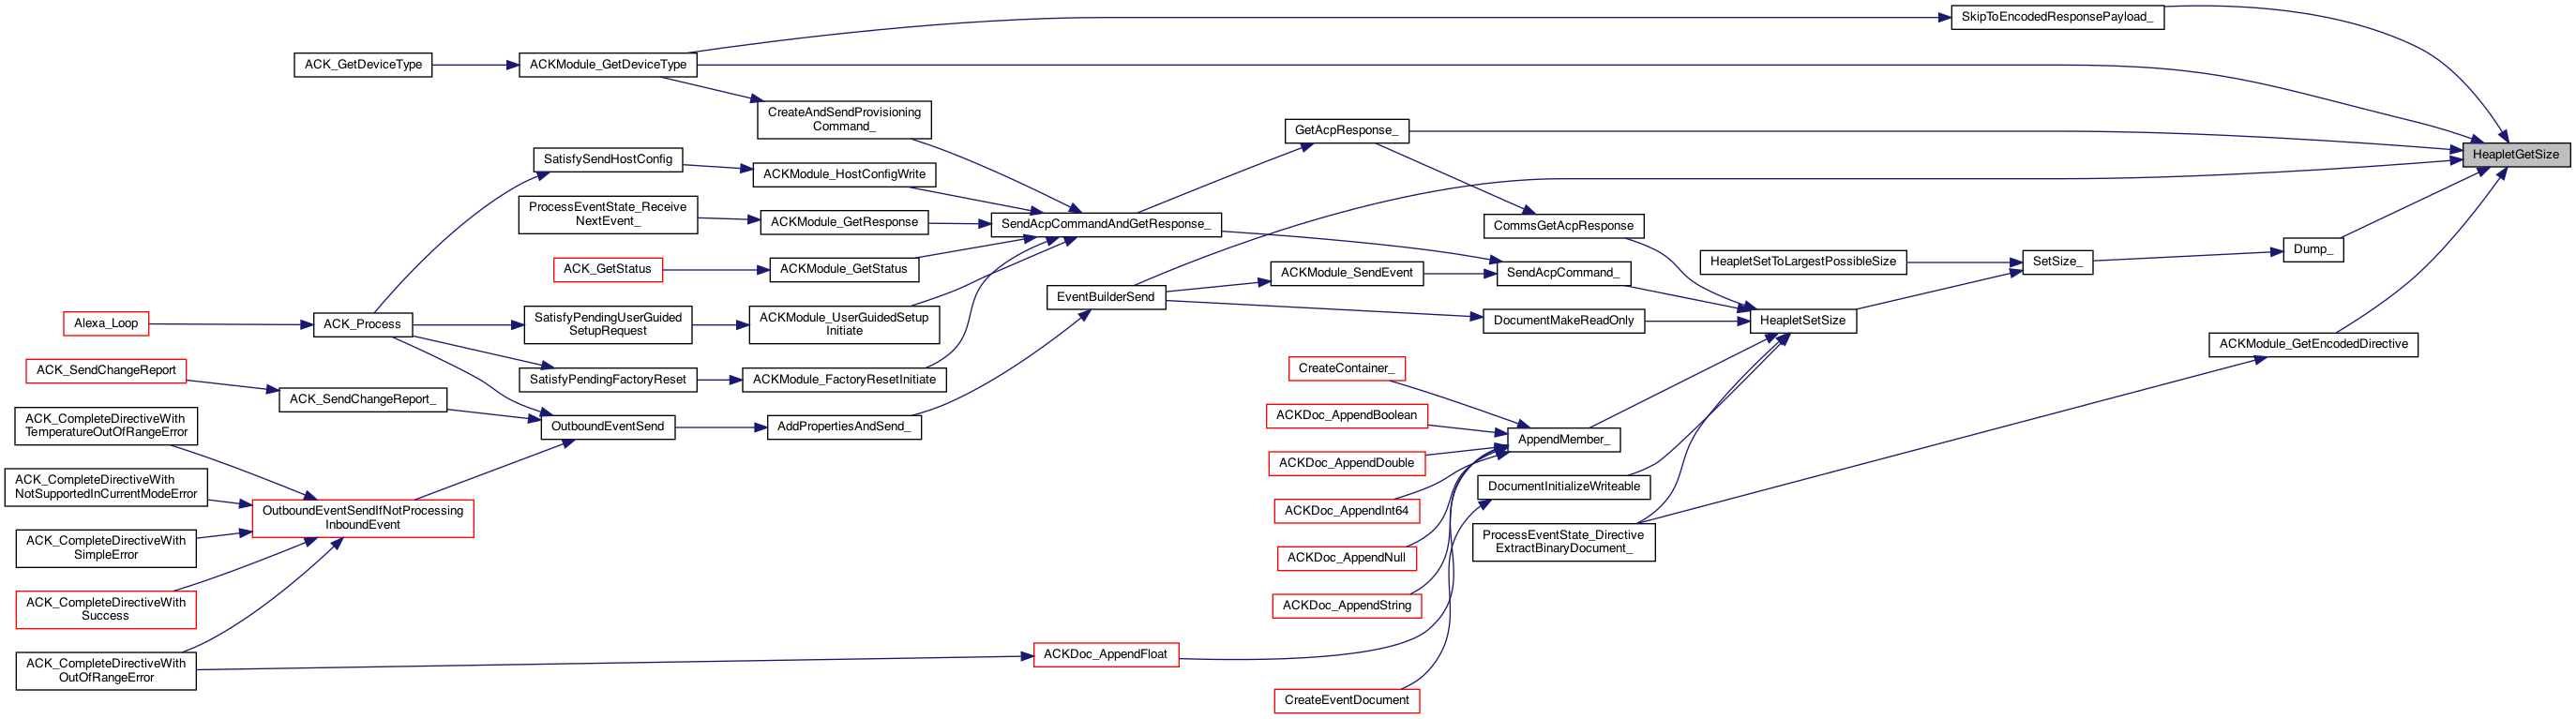 SkipToEncodedResponsePayload_
ACK_GetDeviceType
ACKModule_GetDeviceType
CreateAndSendProvisioning
Command_
GetAcpResponse_
HeapletGetSize
SatisfySendHostConfig
ACKModule_HostConfigWrite
ProcessEventState_Receive
NextEvent_
ACKModule_GetResponse
SendAcpCommandAndGetResponse_
CommsGetAcpResponse
Dump_
ACK_GetStatus
ACKModule_GetStatus
ACKModule_SendEvent
SendAcpCommand_
HeapletSetToLargestPossibleSize
SetSize_
EventBuilderSend
Alexa_Loop
ACK_Process
SatisfyPendingUserGuided
SetupRequest
ACKModule_UserGuidedSetup
Initiate
DocumentMakeReadOnly
HeapletSetSize
ACKModule_GetEncodedDirective
ACK_SendChangeReport
SatisfyPendingFactoryReset
ACKModule_FactoryResetInitiate
CreateContainer_
ACK_SendChangeReport_
ACK_CompleteDirectiveWith
TemperatureOutOfRangeError
OutboundEventSend
AddPropertiesAndSend_
ACKDoc_AppendBoolean
AppendMember_
ACKDoc_AppendDouble
ACK_CompleteDirectiveWith
NotSupportedInCurrentModeError
DocumentInitializeWriteable
OutboundEventSendIfNotProcessing
InboundEvent
ACKDoc_AppendInt64
ACK_CompleteDirectiveWith
SimpleError
ProcessEventState_Directive
ExtractBinaryDocument_
ACKDoc_AppendNull
ACK_CompleteDirectiveWith
Success
ACKDoc_AppendString
ACK_CompleteDirectiveWith
OutOfRangeError
ACKDoc_AppendFloat
CreateEventDocument